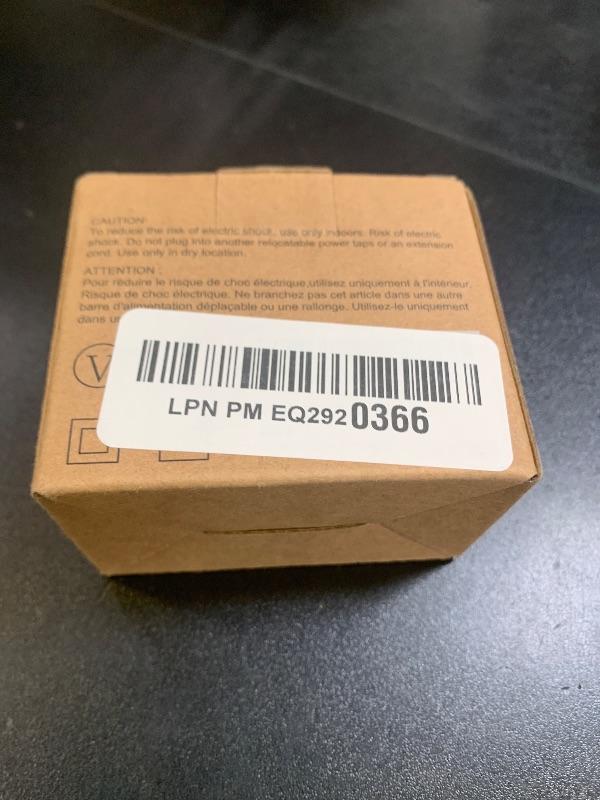 CAUTION:
To reduce the risk of electric shock, use only indoors. Risk of electric
shock. Do not plug into another relocatable power taps or an extension
cord. Use only in dry location.
ATTENTION :
Pour réduire le risque de choc électrique,utilisez uniquement à l'intérieur.
Risque de choc électrique. Ne branchez pas cet article dans une autre
barre d'alimentation déplaçable ou une rallonge. Utilisez-le uniquement
dans
V
LPN PM EQ2920366